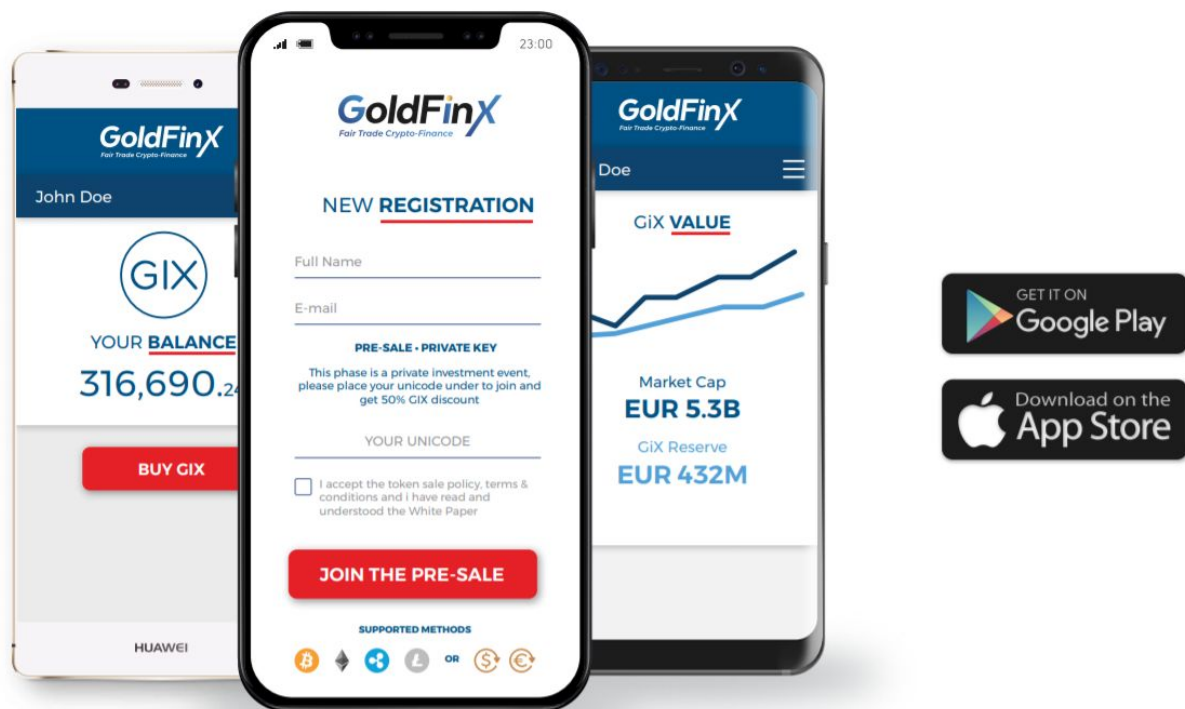 GoldFinX
Fair Trade Crypto-Finance
John Doe
GIX
YOUR BALANCE
316,690.24
BUY GIX
HUAWEI
23:00
GoldFinX
Fair Trade Crypto-Finance
NEW REGISTRATION
Full Name
E-mail
PRE-SALE • PRIVATE KEY
This phase is a private investment event,
please place your unicode under to join and
get 50% GIX discount
YOUR UNICODE
I accept the token sale policy, terms &
conditions and i have read and
understood the White Paper
JOIN THE PRE-SALE
SUPPORTED METHODS
OR
GoldFinX
Fair Trade Crypto-Finance
Doe
GiX VALUE
Market Cap
EUR 5.3B
GiX Reserve
EUR 432M
GET IT ON
Google Play
Download on the
App Store